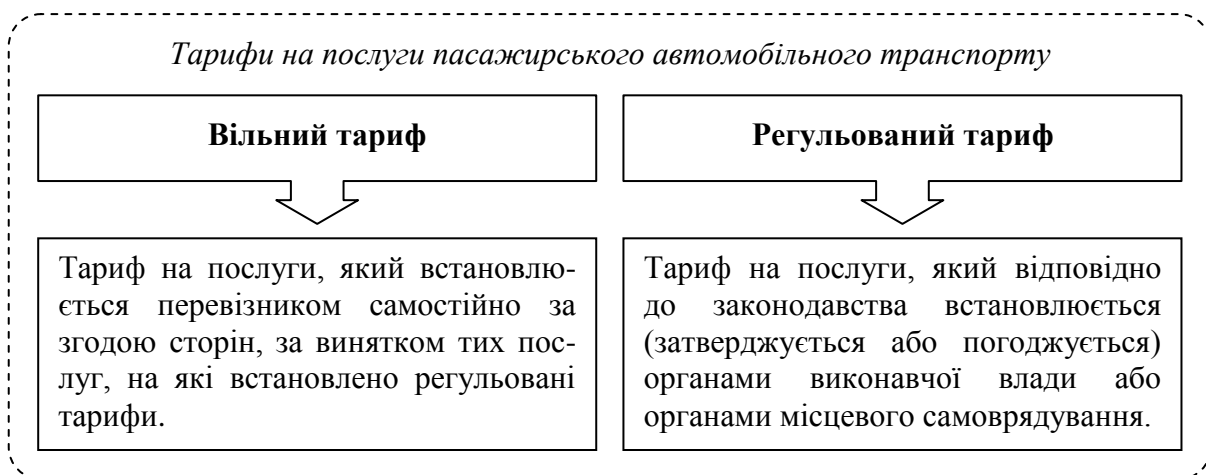 Тарифи на послуги пасажирського автомобільного транспорту
Вільний тариф
Тариф на послуги, який встановлю-
ється перевізником самостійно за
згодою сторін, за винятком тих пос-
луг, на які встановлено регульовані
тарифи.
Регульований тариф
Тариф на послуги, який відповідно
до законодавства встановлюється
(затверджується або погоджується)
органами виконавчої влади або
органами місцевого самоврядування.